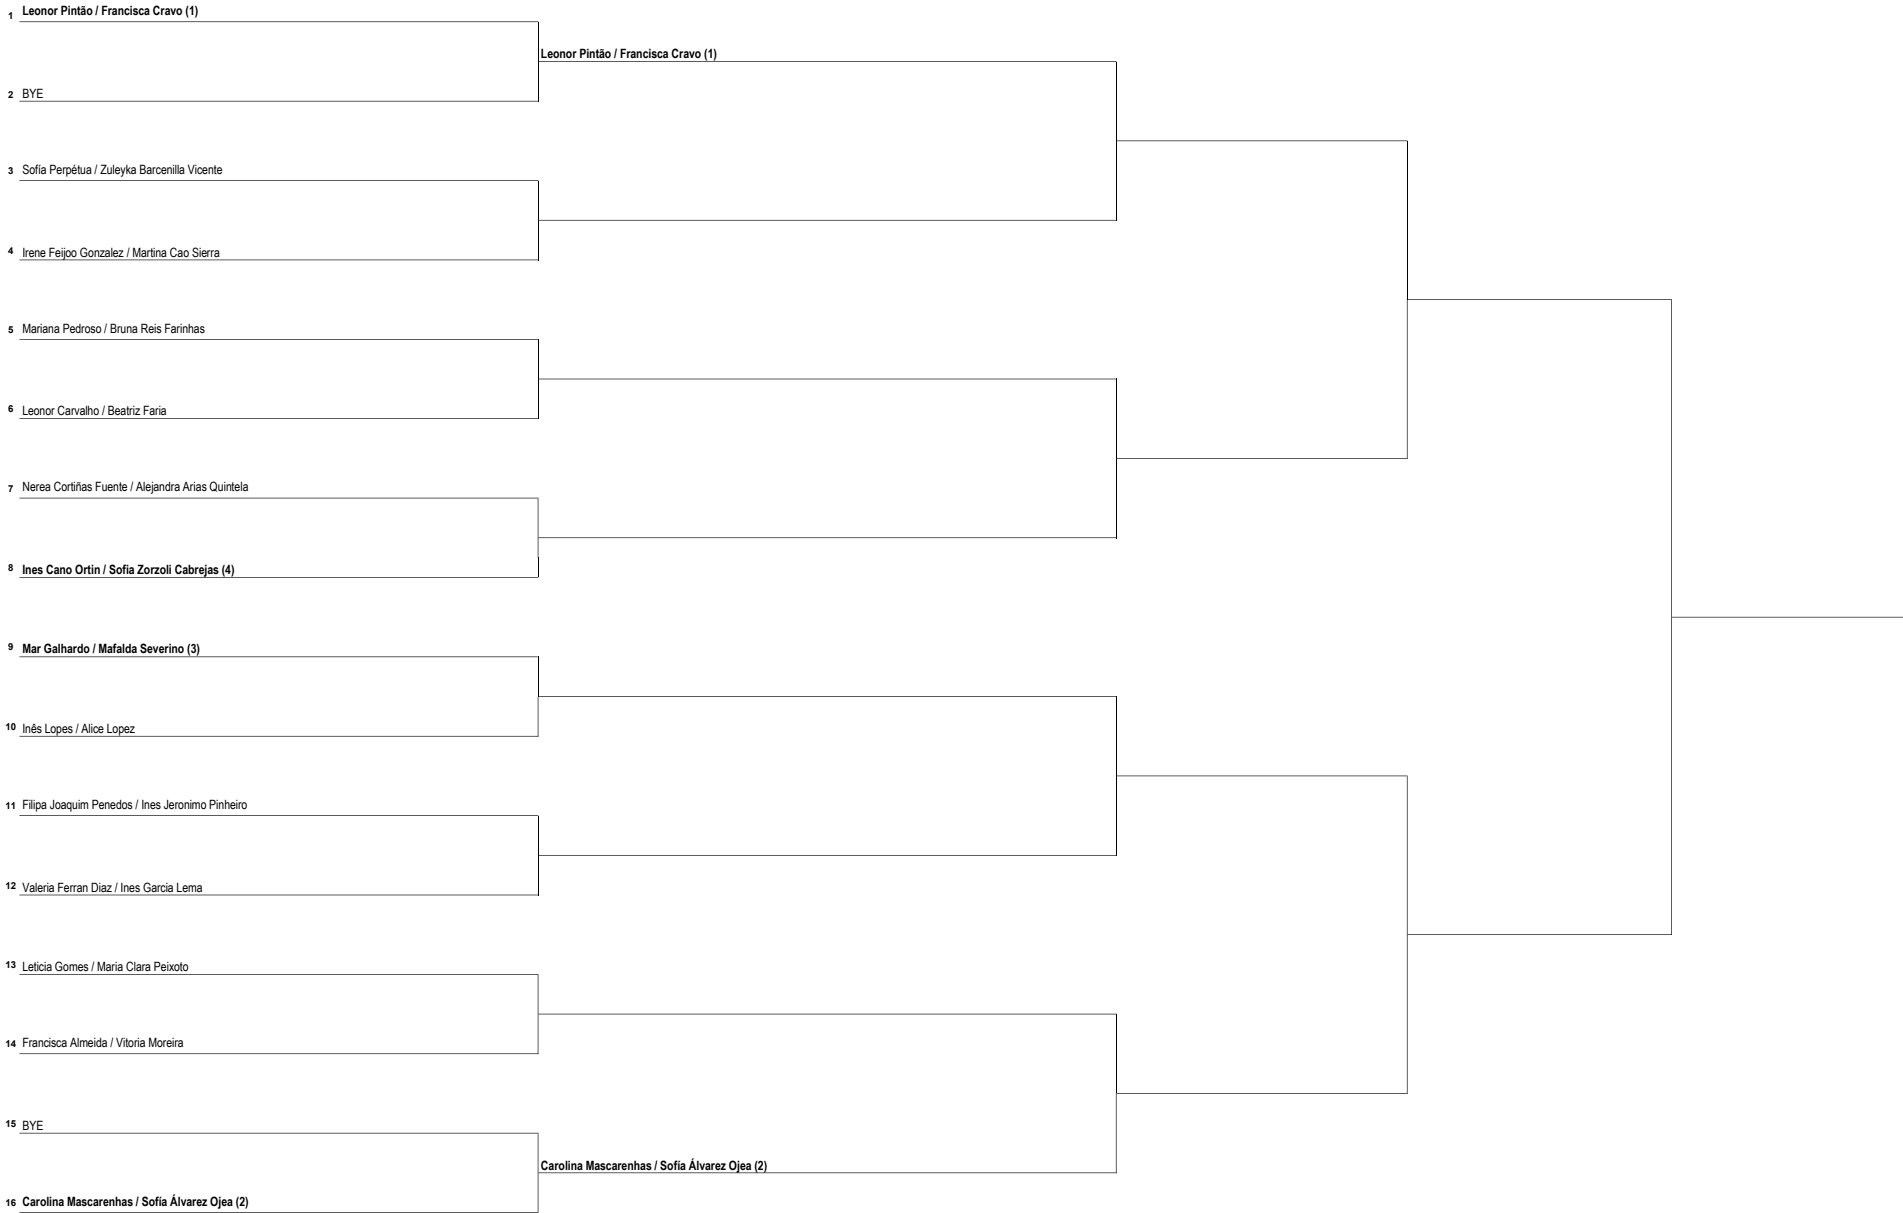 1 Leonor Pintão / Francisca Cravo (1)
Leonor Pintão / Francisca Cravo (1)
2 BYE
3 Sofía Perpétua / Zuleyka Barcenilla Vicente
4 Irene Feijoo Gonzalez / Martina Cao Sierra
5 Mariana Pedroso / Bruna Reis Farinhas
6 Leonor Carvalho / Beatriz Faria
7 Nerea Cortiñas Fuente / Alejandra Arias Quintela
8 Ines Cano Ortin / Sofia Zorzoli Cabrejas (4)
9 Mar Galhardo / Mafalda Severino (3)
10 Inês Lopes / Alice Lopez
11 Filipa Joaquim Penedos / Ines Jeronimo Pinheiro
12 Valeria Ferran Diaz / Ines Garcia Lema
13 Leticia Gomes / Maria Clara Peixoto
14 Francisca Almeida / Vitoria Moreira
15 BYE
Carolina Mascarenhas / Sofía Álvarez Ojea (2)
16 Carolina Mascarenhas / Sofía Álvarez Ojea (2)